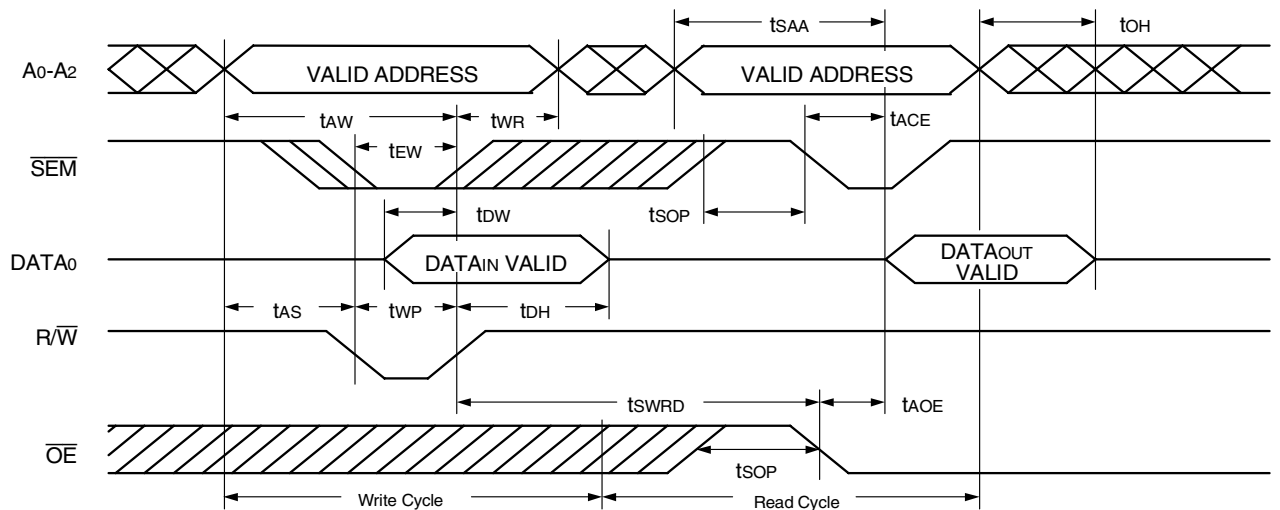 tSAA
tOH
A0-A2
VALID ADDRESS
VALID ADDRESS
tAW
tWR
tACE
tEW
SEM
tDW
tSOP
DATA0
DATAIN VALID
DATAOUT
VALID
tAS
tWP
tDH
R/W
tSWRD
tAOE
OE
tSOP
Write Cycle
Read Cycle